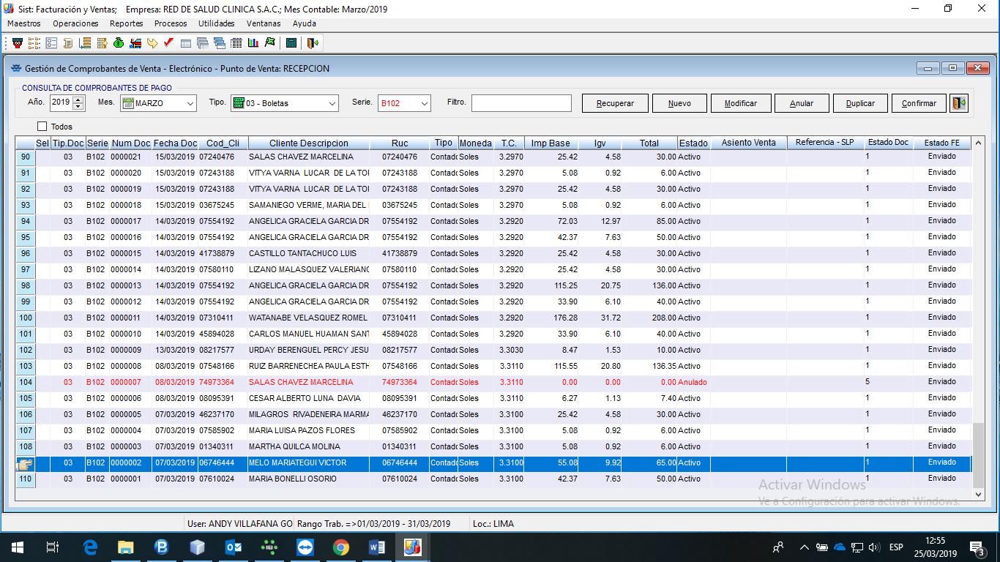 Sist: Facturación y Ventas; Empresa: RED DE SALUD CLINICA S.A.C.; Mes Contable: Marzo/2019
Maestros Operaciones Reportes Procesos Utilidades Ventanas Ayuda
Gestión de Comprobantes de Venta - Electrónico - Punto de Venta: RECEPCION
CONSULTA DE COMPROBANTES DE PAGO
Año. 2019 Mes. MARZO Tipo. 03 - Boletas Serie. B102 Filtro. Recuperar Nuevo Modificar Anular Duplicar Confirmar
Todos
Sel Tip.Doc Serie Num Doc Fecha Doc Cod_Cli Cliente Descripcion Ruc Tipo Moneda T.C. Imp Base Igv Total Estado Asiento Venta Referencia - SLP Estado Doc Estado FE
90 03 B102 0000021 15/03/2019 07240476 SALAS CHAVEZ MARCELINA 07240476 Contado Soles 3.2970 25.42 4.58 30.00 Activo 1 Enviado
91 03 B102 0000020 15/03/2019 07243188 VITYA VARNA LUCAR DE LA TOI 07243188 Contado Soles 3.2970 5.08 0.92 6.00 Activo 1 Enviado
92 03 B102 0000019 15/03/2019 07243188 VITYA VARNA LUCAR DE LA TOI 07243188 Contado Soles 3.2970 25.42 4.58 30.00 Activo 1 Enviado
93 03 B102 0000018 15/03/2019 03675245 SAMANIEGO VERME, MARIA DEL 03675245 Contado Soles 3.2970 5.08 0.92 6.00 Activo 1 Enviado
94 03 B102 0000017 14/03/2019 07554192 ANGELICA GRACIELA GARCIA DR 07554192 Contado Soles 3.2920 72.03 12.97 85.00 Activo 1 Enviado
95 03 B102 0000016 14/03/2019 07554192 ANGELICA GRACIELA GARCIA DR 07554192 Contado Soles 3.2920 42.37 7.63 50.00 Activo 1 Enviado
96 03 B102 0000015 14/03/2019 41738879 CASTILLO TANTACHUCO LUIS 41738879 Contado Soles 3.2920 25.42 4.58 30.00 Activo 1 Enviado
97 03 B102 0000014 14/03/2019 07580110 LIZANO MALASQUEZ VALERIANO 07580110 Contado Soles 3.2920 25.42 4.58 30.00 Activo 1 Enviado
98 03 B102 0000013 14/03/2019 07554192 ANGELICA GRACIELA GARCIA DR 07554192 Contado Soles 3.2920 115.25 20.75 136.00 Activo 1 Enviado
99 03 B102 0000012 14/03/2019 07554192 ANGELICA GRACIELA GARCIA DR 07554192 Contado Soles 3.2920 33.90 6.10 40.00 Activo 1 Enviado
100 03 B102 0000011 14/03/2019 07310411 WATANABE VELASQUEZ ROMEL 07310411 Contado Soles 3.2920 176.28 31.72 208.00 Activo 1 Enviado
101 03 B102 0000010 14/03/2019 45894028 CARLOS MANUEL HUAMAN SANT 45894028 Contado Soles 3.2920 33.90 6.10 40.00 Activo 1 Enviado
102 03 B102 0000009 13/03/2019 08217577 URDAY BERENGUEL PERCY JESU 08217577 Contado Soles 3.3030 8.47 1.53 10.00 Activo 1 Enviado
103 03 B102 0000008 08/03/2019 07548166 RUIZ BARRENECHEA PAULA ESTH 07548166 Contado Soles 3.3110 115.55 20.80 136.35 Activo 1 Enviado
104 03 B102 0000007 08/03/2019 74973364 SALAS CHAVEZ MARCELINA 74973364 Contado Soles 3.3110 0.00 0.00 0.00 Anulado 5 Enviado
105 03 B102 0000006 08/03/2019 08095391 CESAR ALBERTO LUNA DAVIA 08095391 Contado Soles 3.3110 6.27 1.13 7.40 Activo 1 Enviado
106 03 B102 0000005 07/03/2019 46237170 MILAGROS RIVADENEIRA MARMA 46237170 Contado Soles 3.3100 25.42 4.58 30.00 Activo 1 Enviado
107 03 B102 0000004 07/03/2019 07585902 MARIA LUISA PAZOS FLORES 07585902 Contado Soles 3.3100 5.08 0.92 6.00 Activo 1 Enviado
108 03 B102 0000003 07/03/2019 01340311 MARTHA QUILCA MOLINA 01340311 Contado Soles 3.3100 5.08 0.92 6.00 Activo 1 Enviado
03 B102 0000002 07/03/2019 06746444 MELO MARIATEGUI VICTOR 06746444 Contado Soles 3.3100 55.08 9.92 65.00 Activo 1 Enviado
110 03 B102 0000001 07/03/2019 07610024 MARIA BONELLI OSORIO 07610024 Contado Soles 3.3100 42.37 7.63 50.00 Activo 1 Enviado
Activar Windows
Ve a Configuración para activar Windows.
User: ANDY VILLAFANA GO Rango Trab. =>01/03/2019 - 31/03/2019 Loc.: LIMA
ESP 12:55
25/03/2019 3